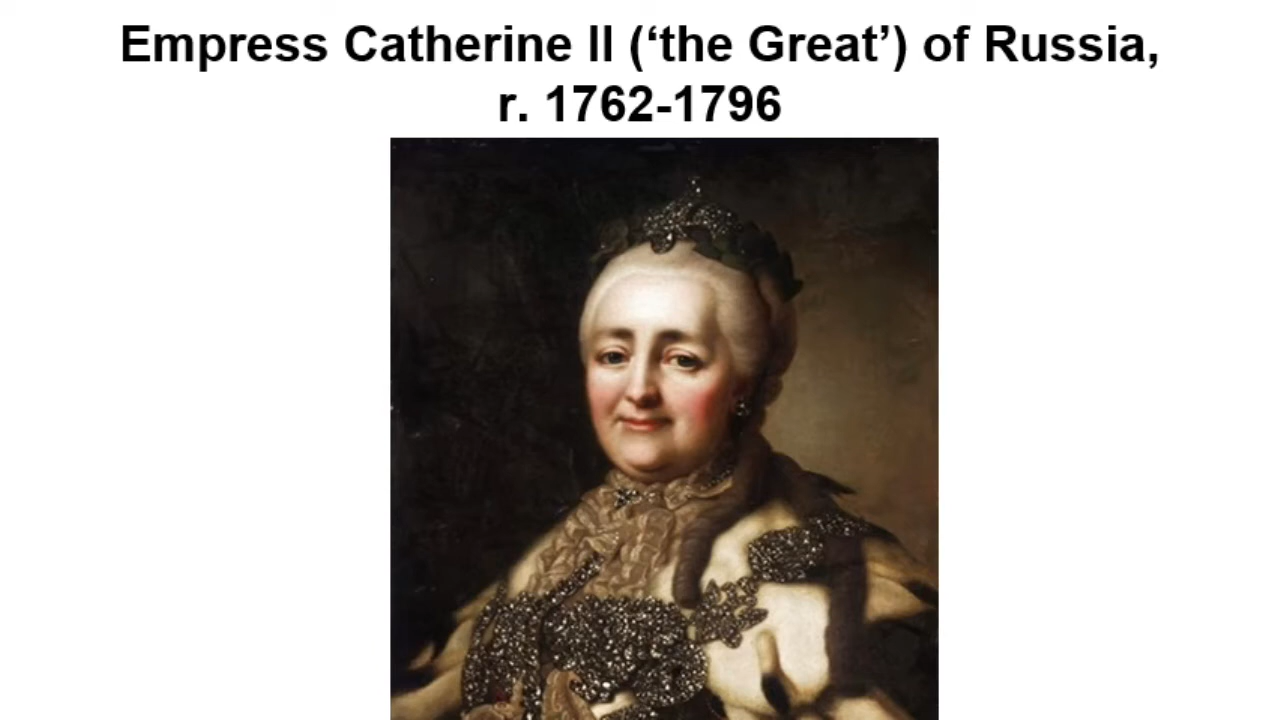 Empress Catherine II (‘the Great’) of Russia,
r. 1762-1796